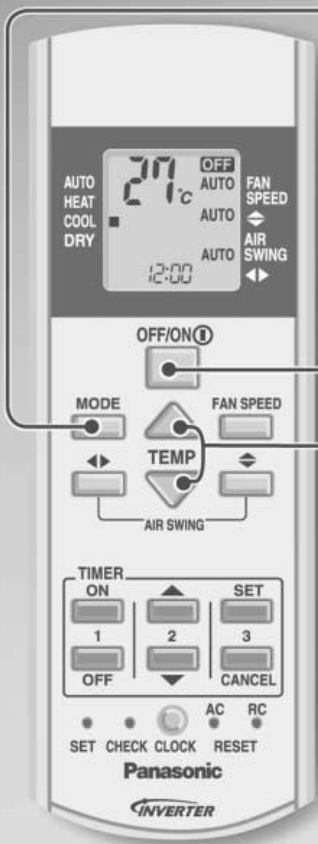 AUTO
HEAT
COOL
DRY
27°C
OFF
AUTO
AUTO
AUTO
12:00
FAN
SPEED
AIR
SWING
OFF/ON
MODE
FAN SPEED
TEMP
AIR SWING
TIMER
ON
SET
1
2
3
OFF
CANCEL
AC
RC
SET
CHECK
CLOCK
RESET
Panasonic
INVERTER